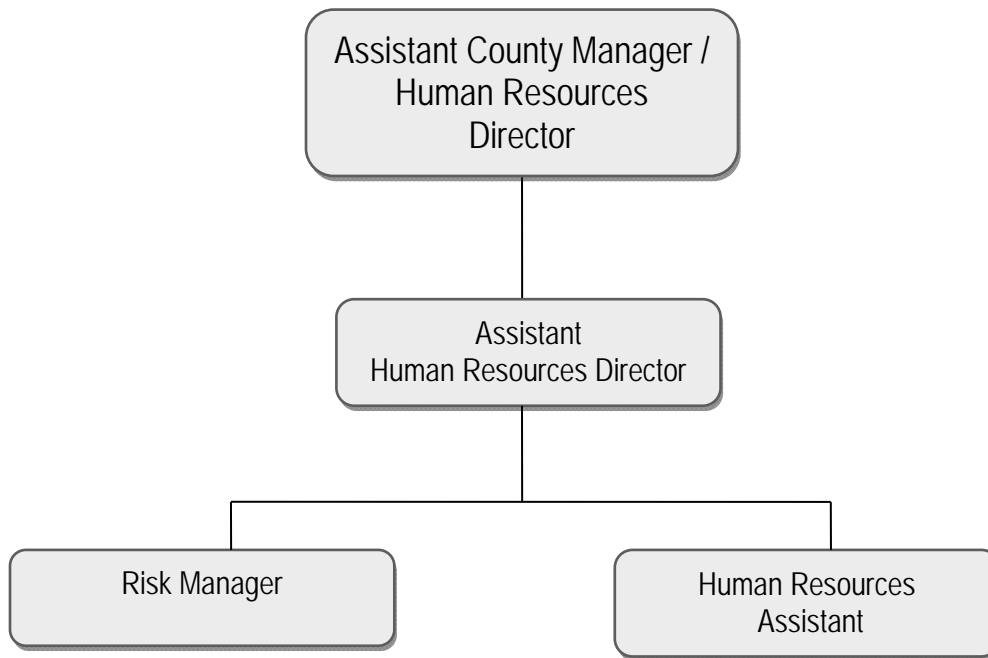 Assistant County Manager /
Human Resources
Director
Assistant
Human Resources Director
Risk Manager
Human Resources
Assistant